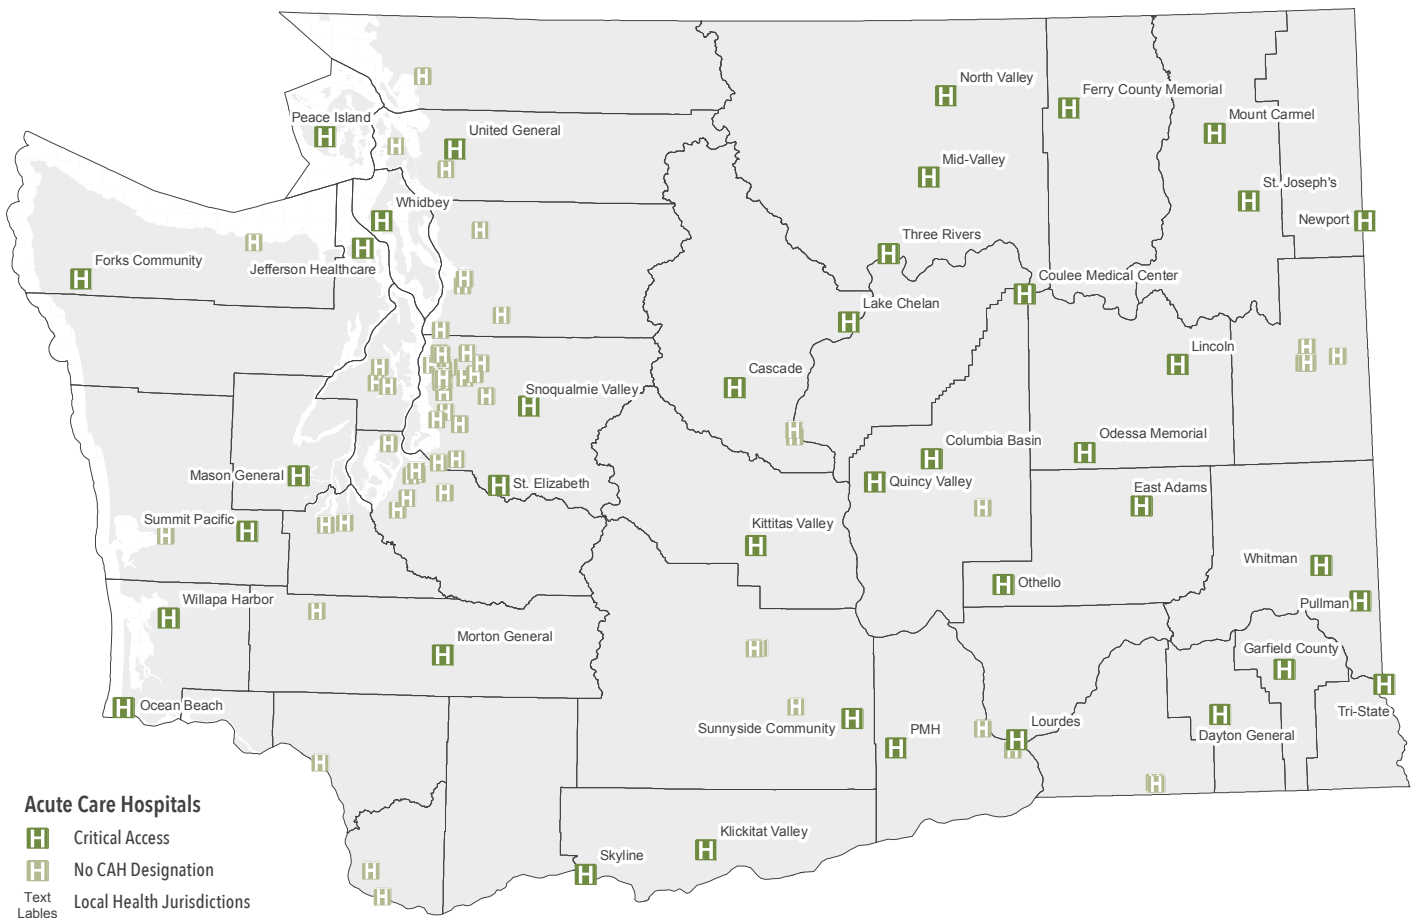 North Valley
Ferry County Memorial
Mount Carmel
Peace Island
United General
Mid-Valley
St. Joseph's
Whidbey
Newport
Three Rivers
Forks Community
Jefferson Healthcare
Coulee Medical Center
Lake Chelan
Lincoln
Cascade
Snoqualmie Valley
Odessa Memorial
Columbia Basin
Mason General
St. Elizabeth
Quincy Valley
East Adams
Summit Pacific
Kittitas Valley
Whitman
Othello
Willapa Harbor
Pullman
Morton General
Garfield County
Ocean Beach
Tri-State
Sunnyside Community
PMH
Lourdes
Dayton General
Klickitat Valley
Skyline
Acute Care Hospitals
H Critical Access
H No CAH Designation
Text
Lables
Local Health Jurisdictions